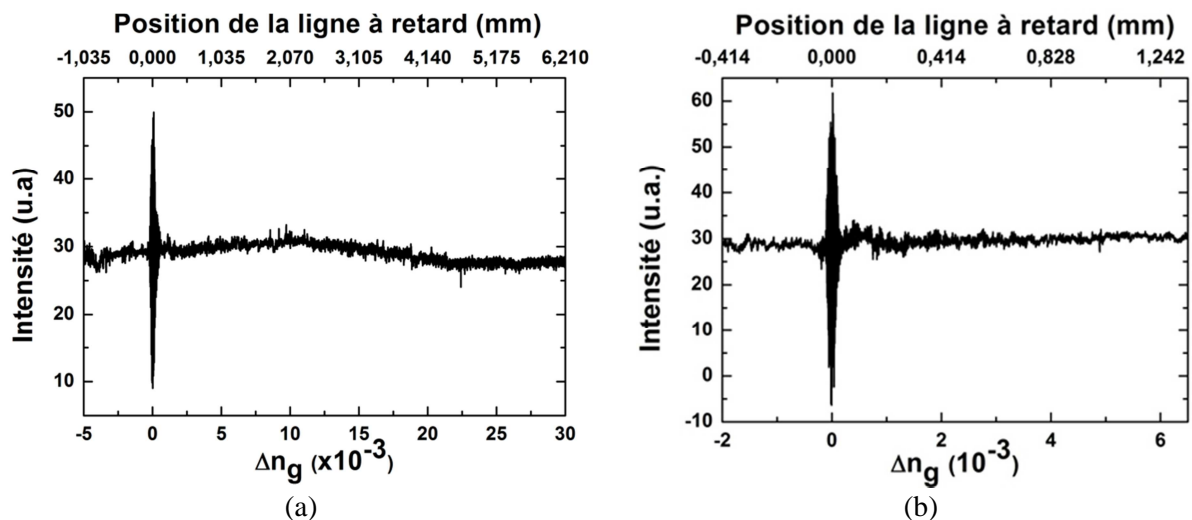 Position de la ligne à retard (mm)
-1,035 0,000 1,035 2,070 3,105 4,140 5,175 6,210
Intensité (u.a)
50
40
30
20
10
-5 0 5 10 15 20 25 30
Δng (x10-3)
(a)
Position de la ligne à retard (mm)
-0,414 0,000 0,414 0,828 1,242
Intensité (u.a.)
60
50
40
30
20
10
0
-10
-2 0 2 4 6
Δng (10-3)
(b)